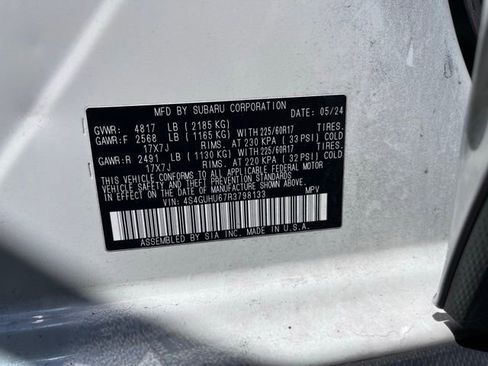 MFD BY SUBARU CORPORATION DATE: 05/24
GVWR: 4817 LB (2185 KG)
GAWR:F 2568 LB (1165 KG) WITH 225/60R17 TIRES.
17X7J RIMS. AT 230 KPA (33 PSI) COLD
GAWR:R 2491 LB (1130 KG) WITH 225/60R17 TIRES.
17X7J RIMS. AT 220 KPA (32 PSI) COLD
THIS VEHICLE CONFORMS TO ALL APPLICABLE FEDERAL MOTOR
VEHICLE SAFETY AND THEFT PREVENTION STANDARDS
IN EFFECT ON THE DATE OF MANUFACTURE SHOWN ABOVE.
VIN: 4S4GUHU67R3798133 MPV
ASSEMBLED BY SIA INC. MADE IN U.S.A.